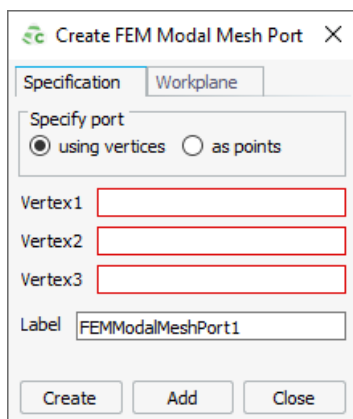 Create FEM Modal Mesh Port
Specification Workplane
Specify port
using vertices as points
Vertex1
Vertex2
Vertex3
Label FEMModalMeshPort1
Create Add Close